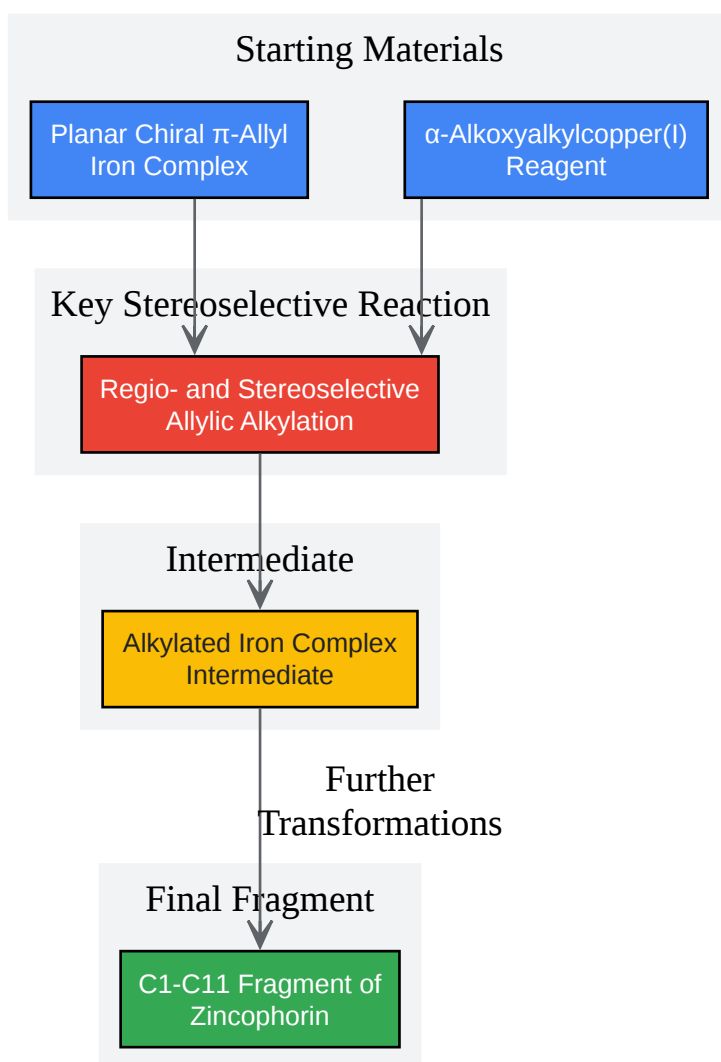 Starting Materials
Planar Chiral π-Allyl
Iron Complex
α-Alkoxyalkylcopper(I)
Reagent
Key Stereoselective Reaction
Regio- and Stereoselective
Allylic Alkylation
Intermediate
Alkylated Iron Complex
Intermediate
Further
Transformations
Final Fragment
C1-C11 Fragment of
Zincophorin